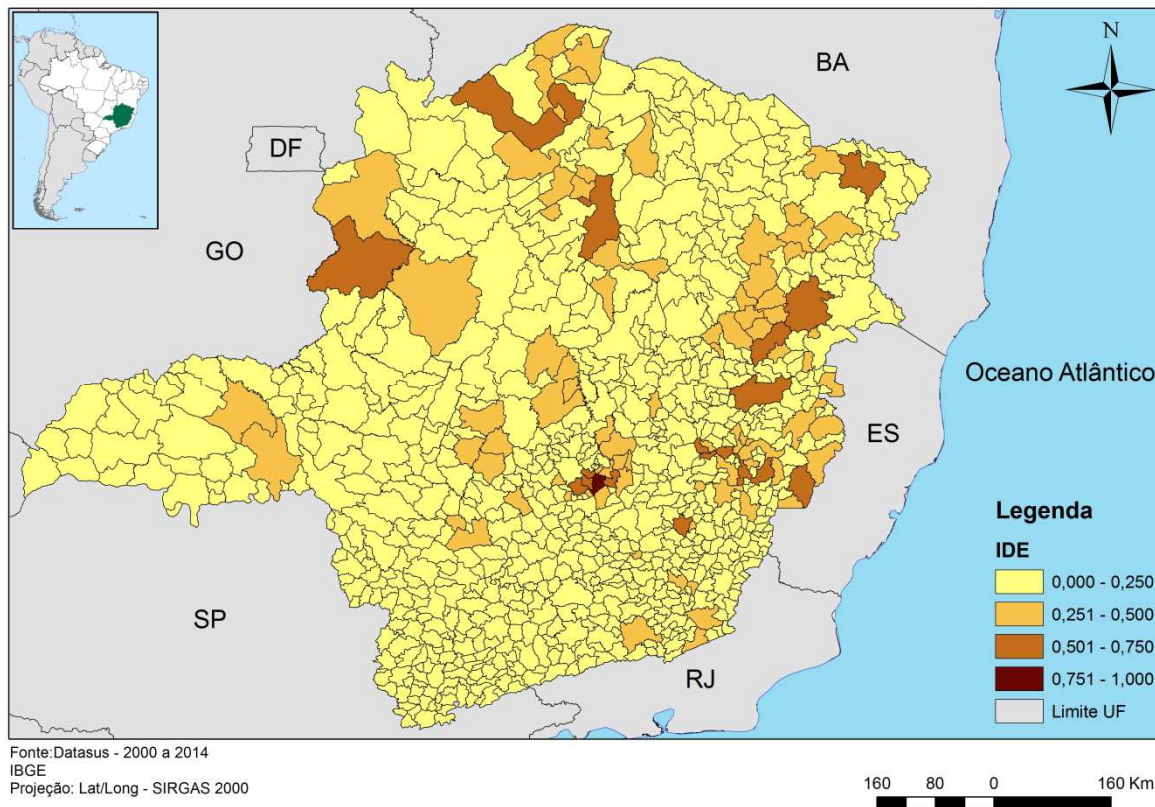 BA
N
DF
GO
Oceano Atlântico
ES
Legenda
IDE
0,000 - 0,250
0,251 - 0,500
0,501 - 0,750
0,751 - 1,000
Limite UF
SP
RJ
Fonte:Datasus - 2000 a 2014
IBGE
Projeção: Lat/Long - SIRGAS 2000
160 80 0 160 Km